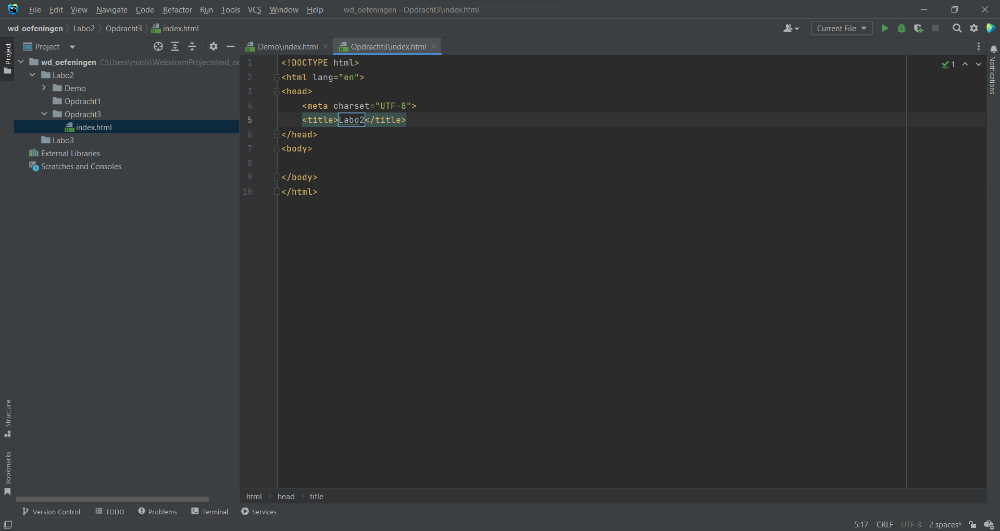 WS File Edit View Navigate Code Refactor Run Tools VCS Window Help wd_oefeningen - Opdracht3\index.html
wd_oefeningen Labo2 Opdracht3 index.html Current File
Project Demo\index.html Opdracht3\index.html
Project
wd_oefeningen C:\Users\matis\WebstormProjects\wd_oe
Labo2
Demo
Opdracht1
Opdracht3
index.html
Labo3
External Libraries
Scratches and Consoles
1 <!DOCTYPE html>
2 <html lang="en">
3 <head>
4 <meta charset="UTF-8">
5 <title>Labo2</title>
6 </head>
7 <body>
8
9 </body>
10 </html>
1
Notifications
Structure
Bookmarks
html head title
Version Control TODO Problems Terminal Services
5:17 CRLF UTF-8 2 spaces*